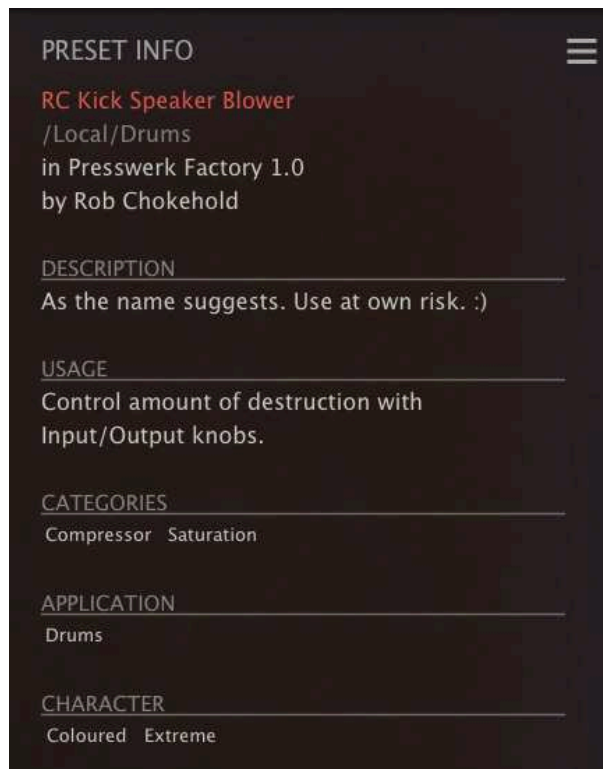 PRESET INFO
RC Kick Speaker Blower
/Local/Drums
in Presswerk Factory 1.0
by Rob Chokehold
DESCRIPTION
As the name suggests. Use at own risk. :)
USAGE
Control amount of destruction with
Input/Output knobs.
CATEGORIES
Compressor Saturation
APPLICATION
Drums
CHARACTER
Coloured Extreme